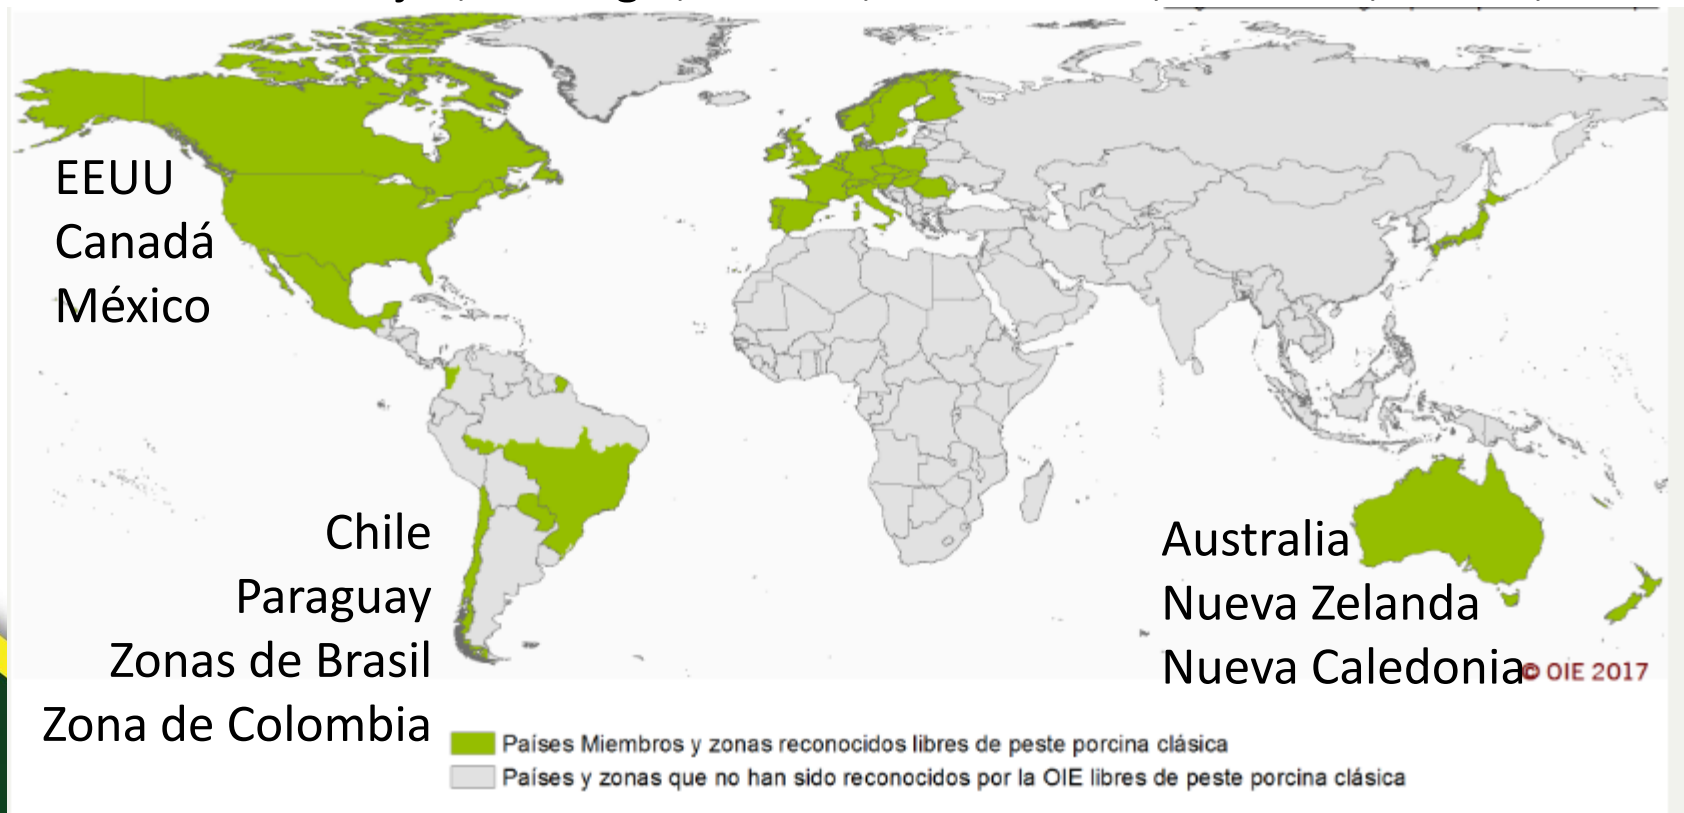 EEUU
Canadá
México
Chile
Paraguay
Zonas de Brasil
Zona de Colombia
Australia
Nueva Zelanda
Nueva Caledonia
© OIE 2017
Países Miembros y zonas reconocidos libres de peste porcina clásica
Países y zonas que no han sido reconocidos por la OIE libres de peste porcina clásica